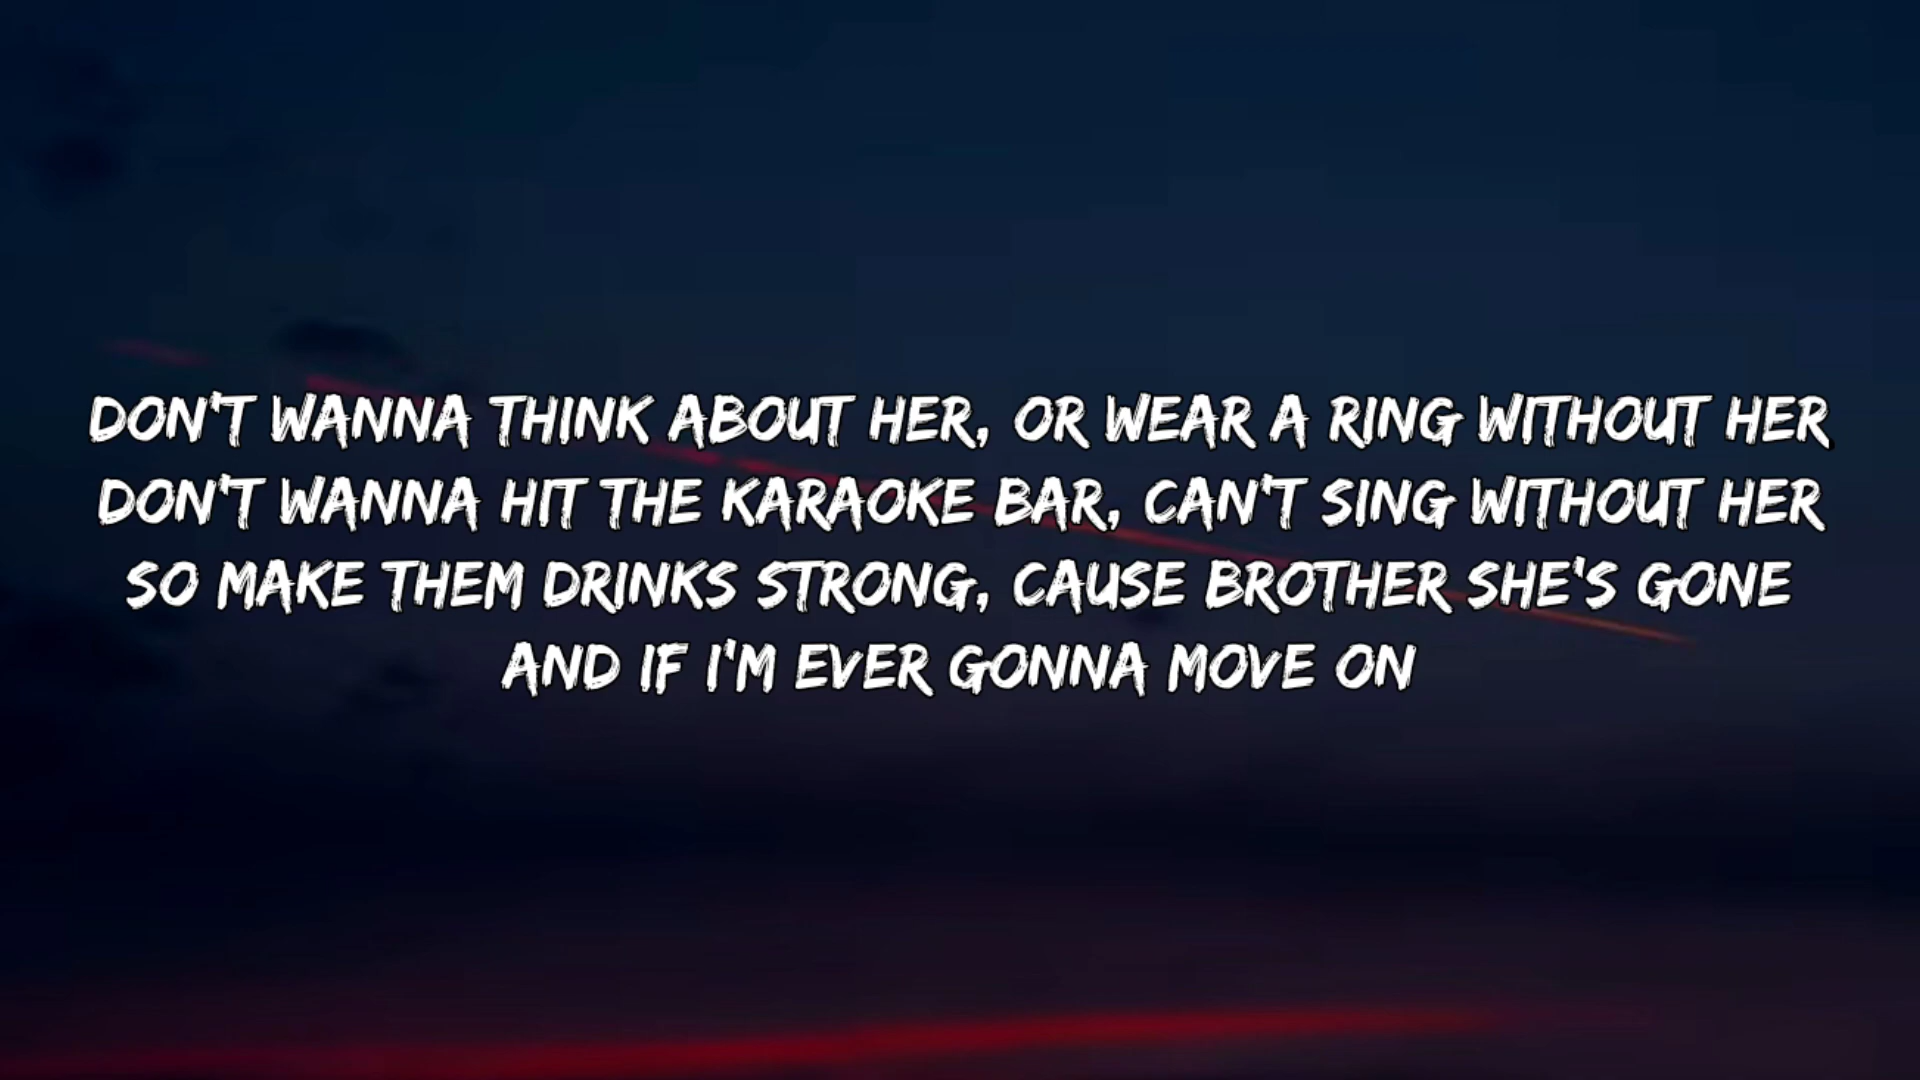 DON'T WANNA THINK ABOUT HER, OR WEAR A RING WITHOUT HER
DON'T WANNA HIT THE KARAOKE BAR, CAN'T SING WITHOUT HER
SO MAKE THEM DRINKS STRONG, CAUSE BROTHER SHE'S GONE
AND IF I'M EVER GONNA MOVE ON